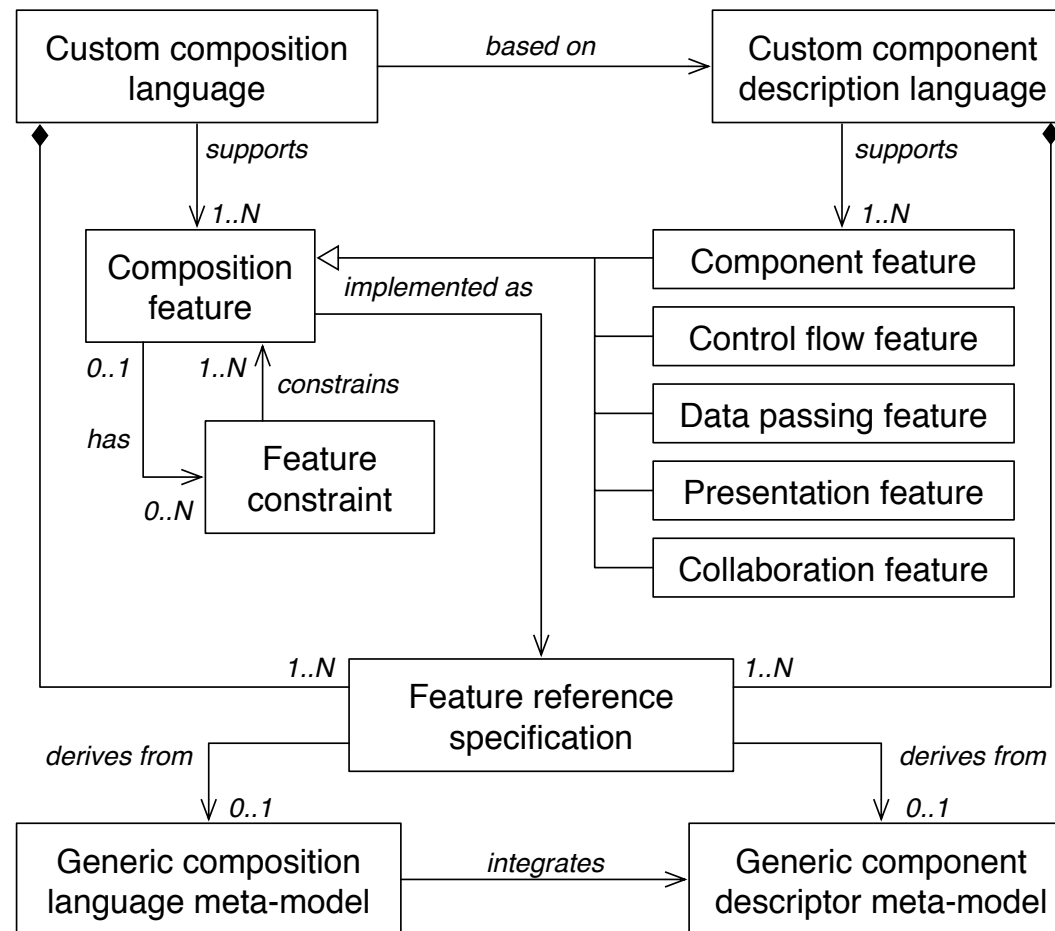 Custom composition
language
based on
Custom component
description language
supports
supports
1..N
1..N
Composition
feature
Component feature
implemented as
Control flow feature
0..1
1..N
constrains
Data passing feature
has
Feature
constraint
Presentation feature
0..N
Collaboration feature
1..N
1..N
Feature reference
specification
derives from
derives from
0..1
0..1
Generic composition
language meta-model
integrates
Generic component
descriptor meta-model